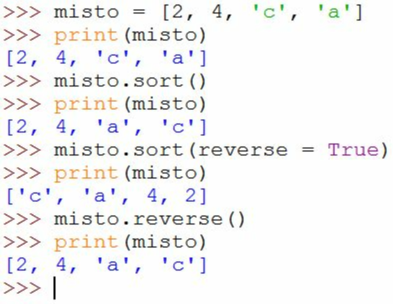 >>> misto = [2, 4, 'c', 'a']
>>> print(misto)
[2, 4, 'c', 'a']
>>> misto.sort()
>>> print(misto)
[2, 4, 'a', 'c']
>>> misto.sort(reverse = True)
>>> print(misto)
['c', 'a', 4, 2]
>>> misto.reverse()
>>> print(misto)
[2, 4, 'a', 'c']
>>>